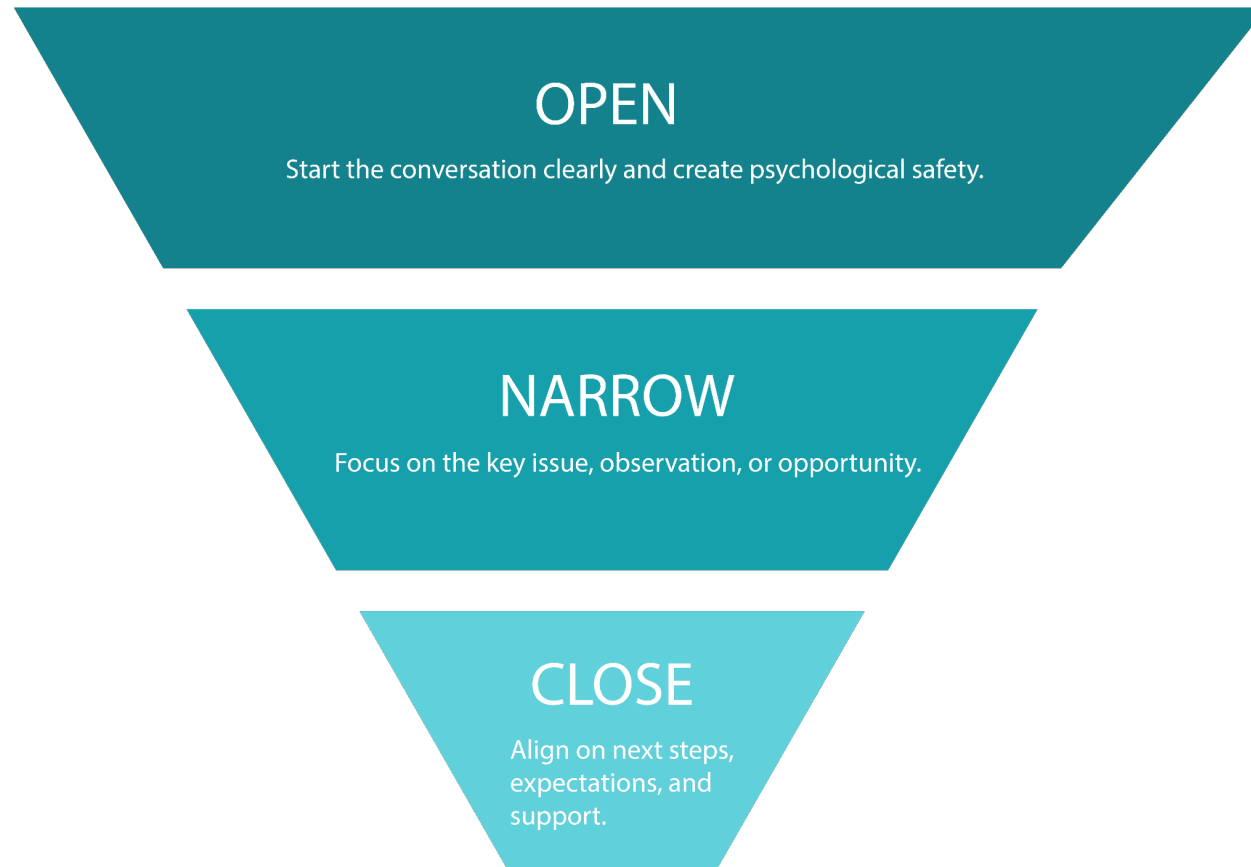 OPEN
Start the conversation clearly and create psychological safety.
NARROW
Focus on the key issue, observation, or opportunity.
CLOSE
Align on next steps,
expectations, and
support.